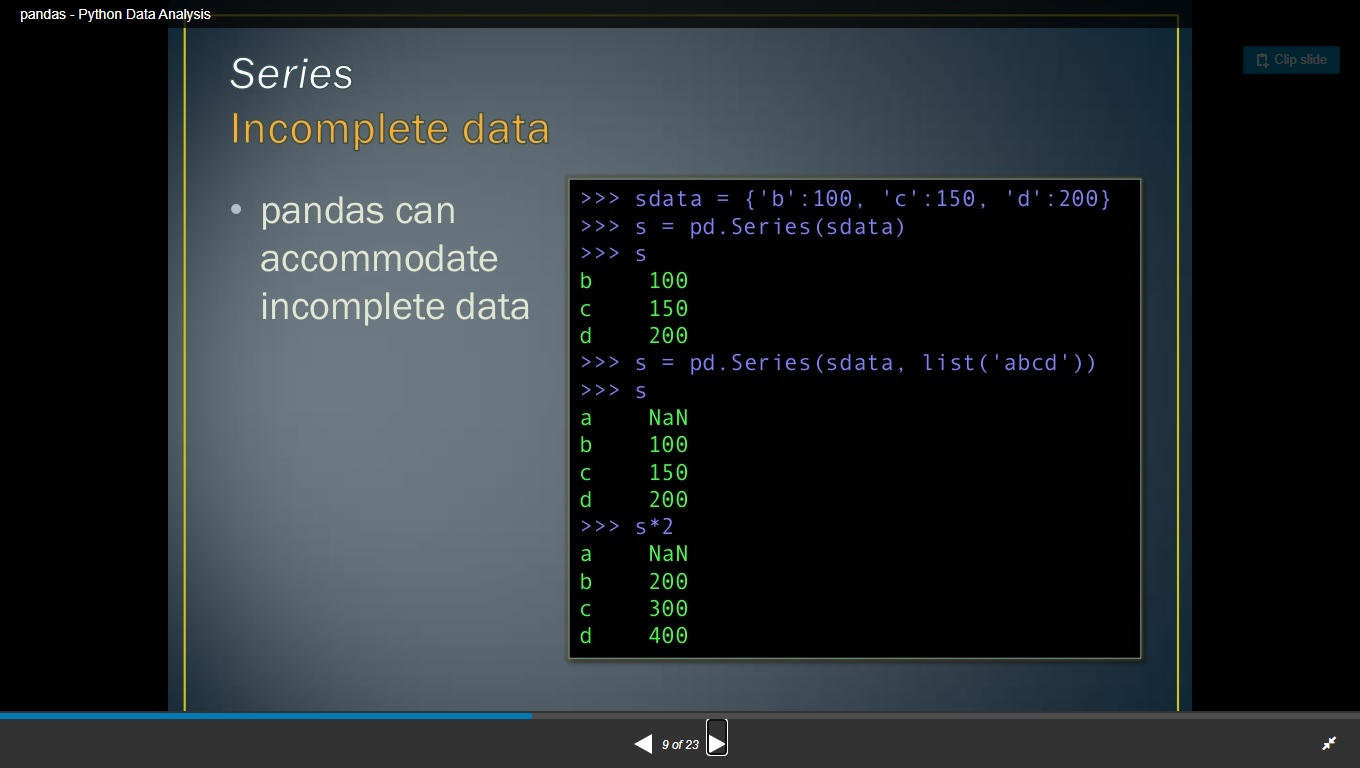 pandas - Python Data Analysis
Clip slide
Series
Incomplete data
• pandas can
accommodate
incomplete data
>>> sdata = {'b':100, 'c':150, 'd':200}
>>> s = pd.Series(sdata)
>>> s
b    100
c    150
d    200
>>> s = pd.Series(sdata, list('abcd'))
>>> s
a    NaN
b    100
c    150
d    200
>>> s*2
a    NaN
b    200
c    300
d    400
9 of 23